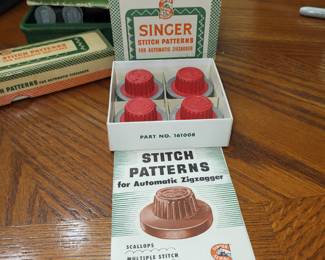 SINGER
STITCH PATTERNS
FOR AUTOMATIC ZIGZAGGER
STITCH PATTERNS
FOR AUTOMATIC ZIGZAGGER
PART NO. 161008
STITCH
PATTERNS
for Automatic Zigzagger
SCALLOPS
MULTIPLE STITCH